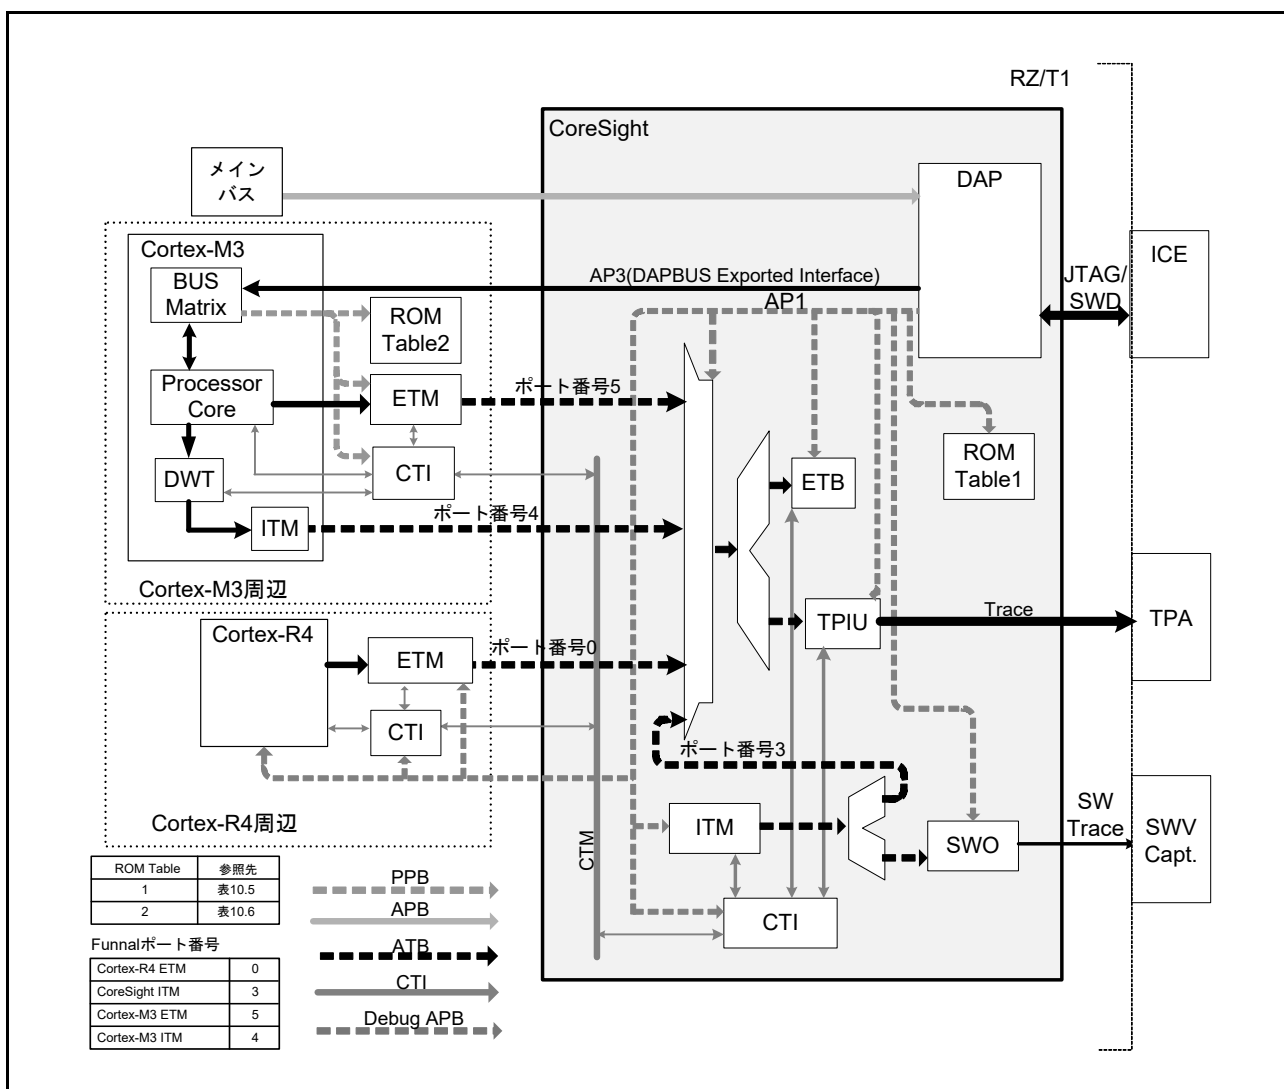 RZ/T1
CoreSight
メイン
バス
DAP
Cortex-M3
BUS
Matrix
AP3(DAPBUS Exported Interface)
AP1
JTAG/
SWD
ICE
ROM
Table2
Processor
Core
ETM
ポート番号5
CTI
DWT
ITM
ポート番号4
ETB
ROM
Table1
Cortex-M3周辺
Cortex-R4
ETM
ポート番号0
TPIU
Trace
TPA
CTI
ポート番号3
Cortex-R4周辺
CTM
ITM
SWO
SW
Trace
SWV
Capt.
CTI
ROM Table 参照先
1 表10.5
2 表10.6
Funnalポート番号
Cortex-R4 ETM 0
CoreSight ITM 3
Cortex-M3 ETM 5
Cortex-M3 ITM 4
PPB
APB
ATB
CTI
Debug APB